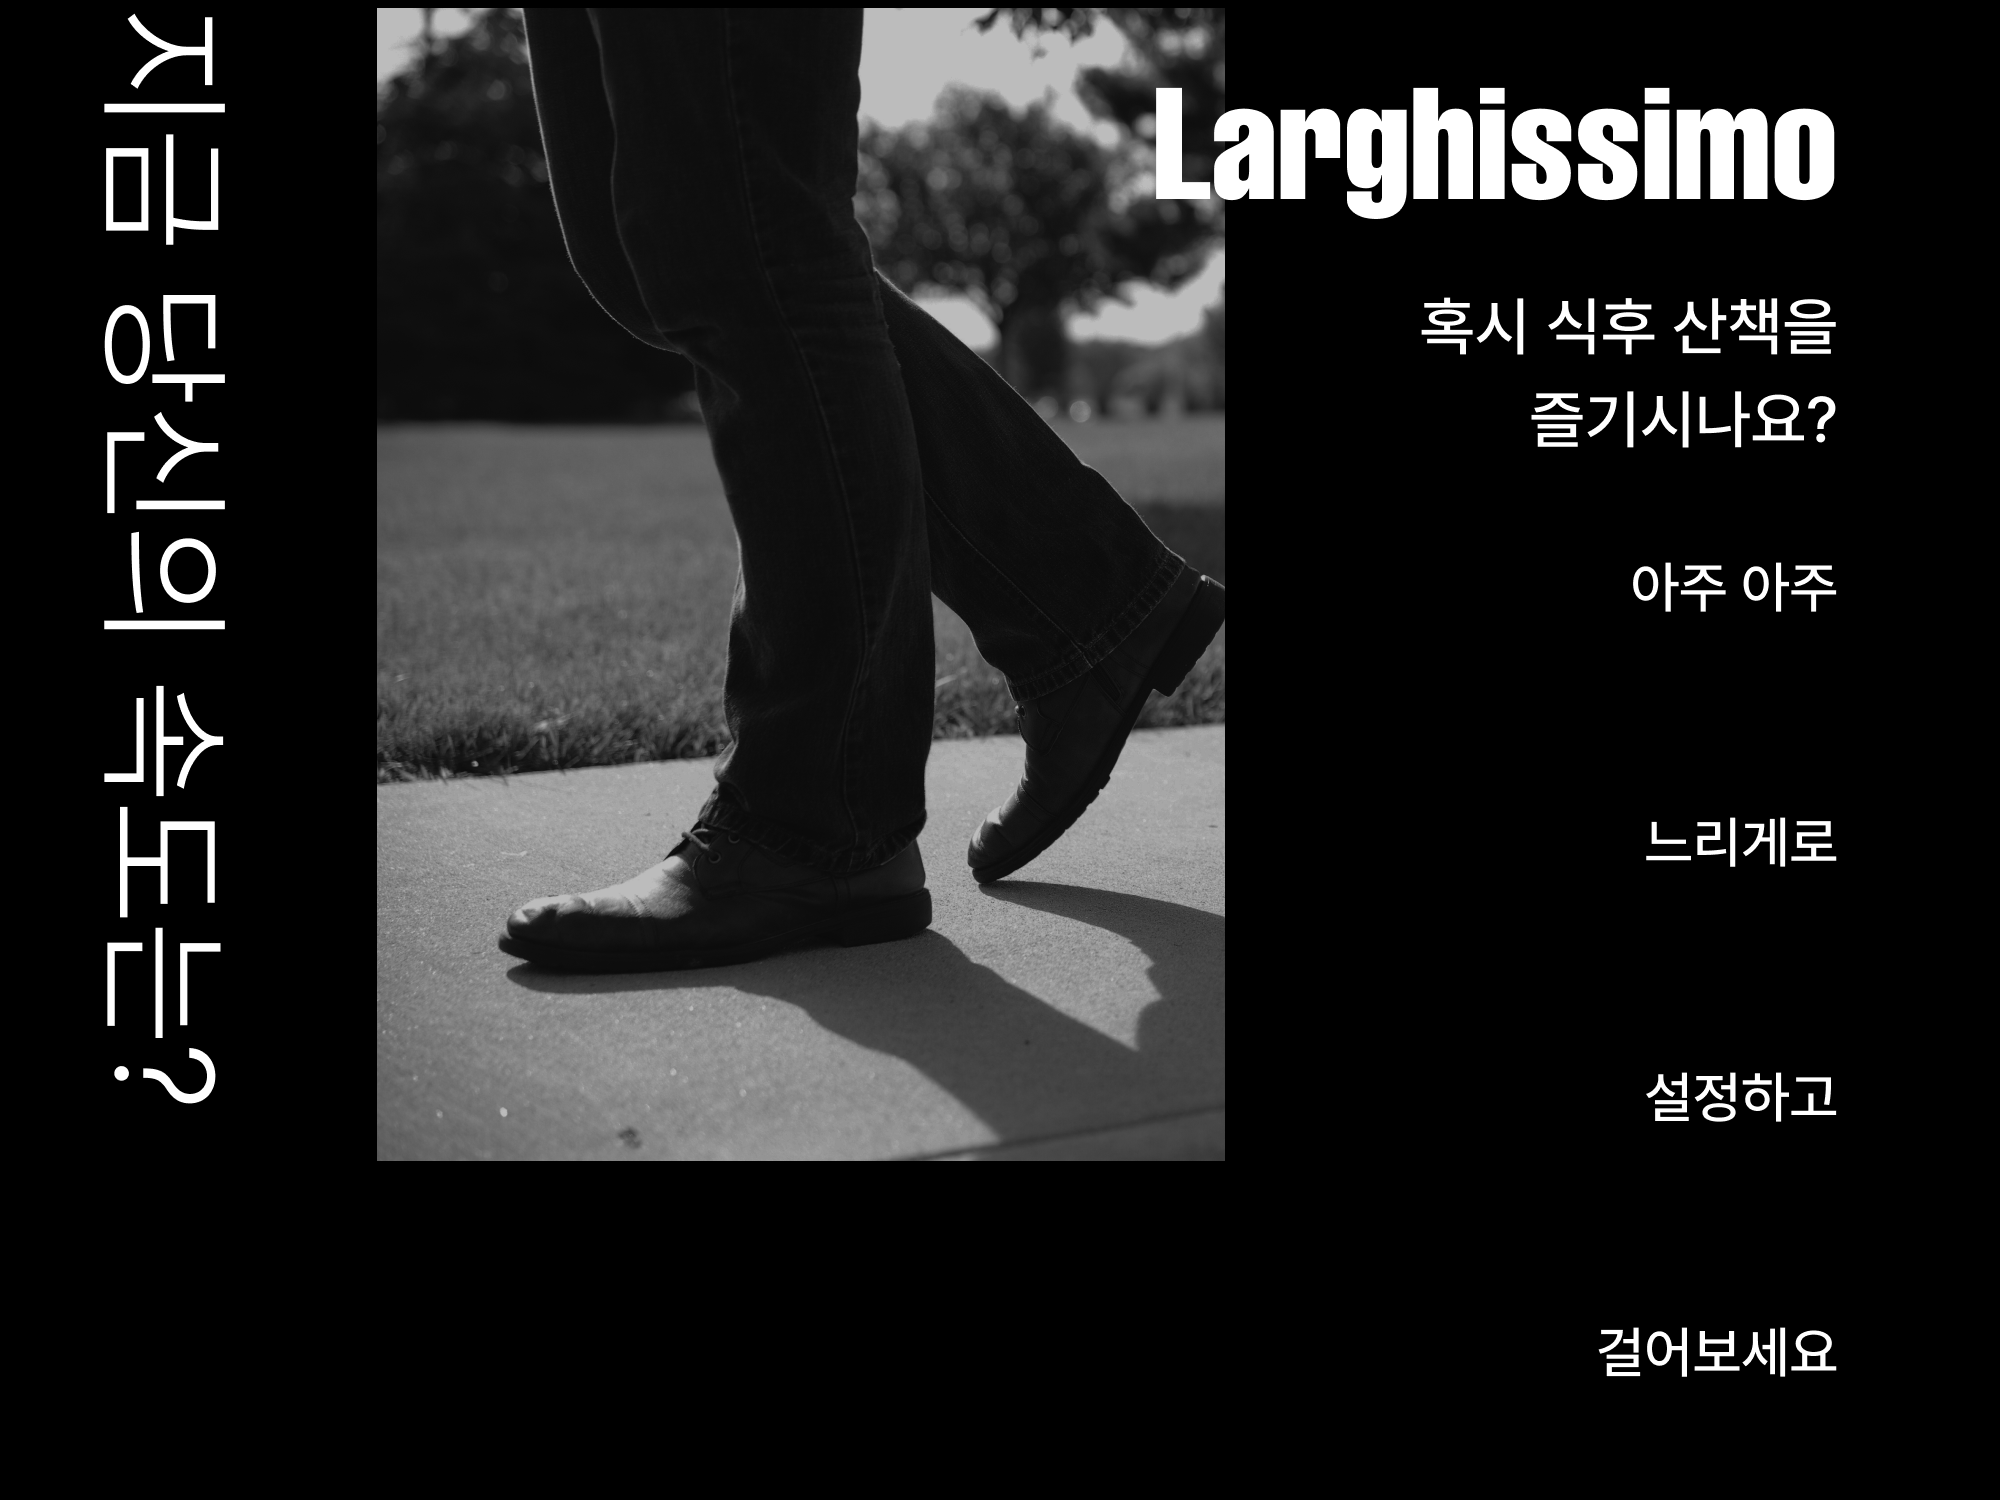 지금 당신의 속도는?
Larghissimo
혹시 식후 산책을
즐기시나요?
아주 아주
느리게로
설정하고
걸어보세요